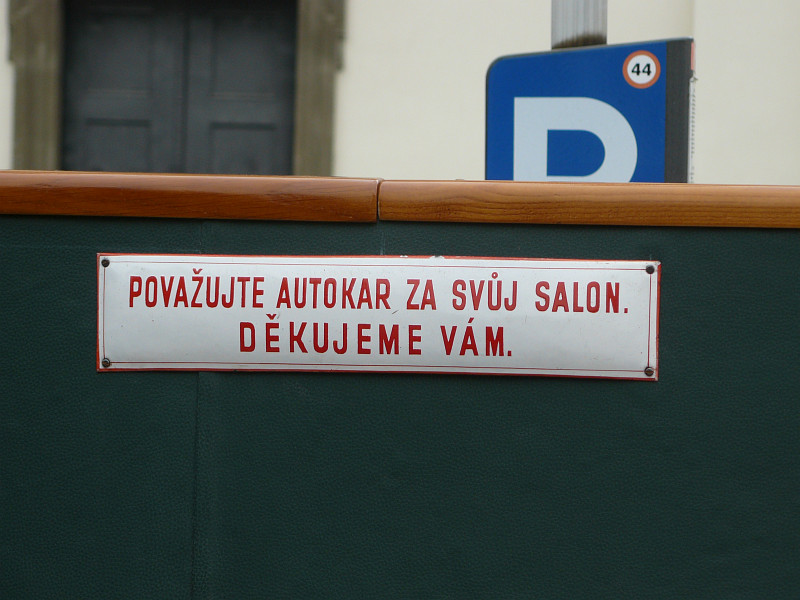 44
P
POVAŽUJTE AUTOKAR ZA SVŮJ SALON.
DĚKUJEME VÁM.